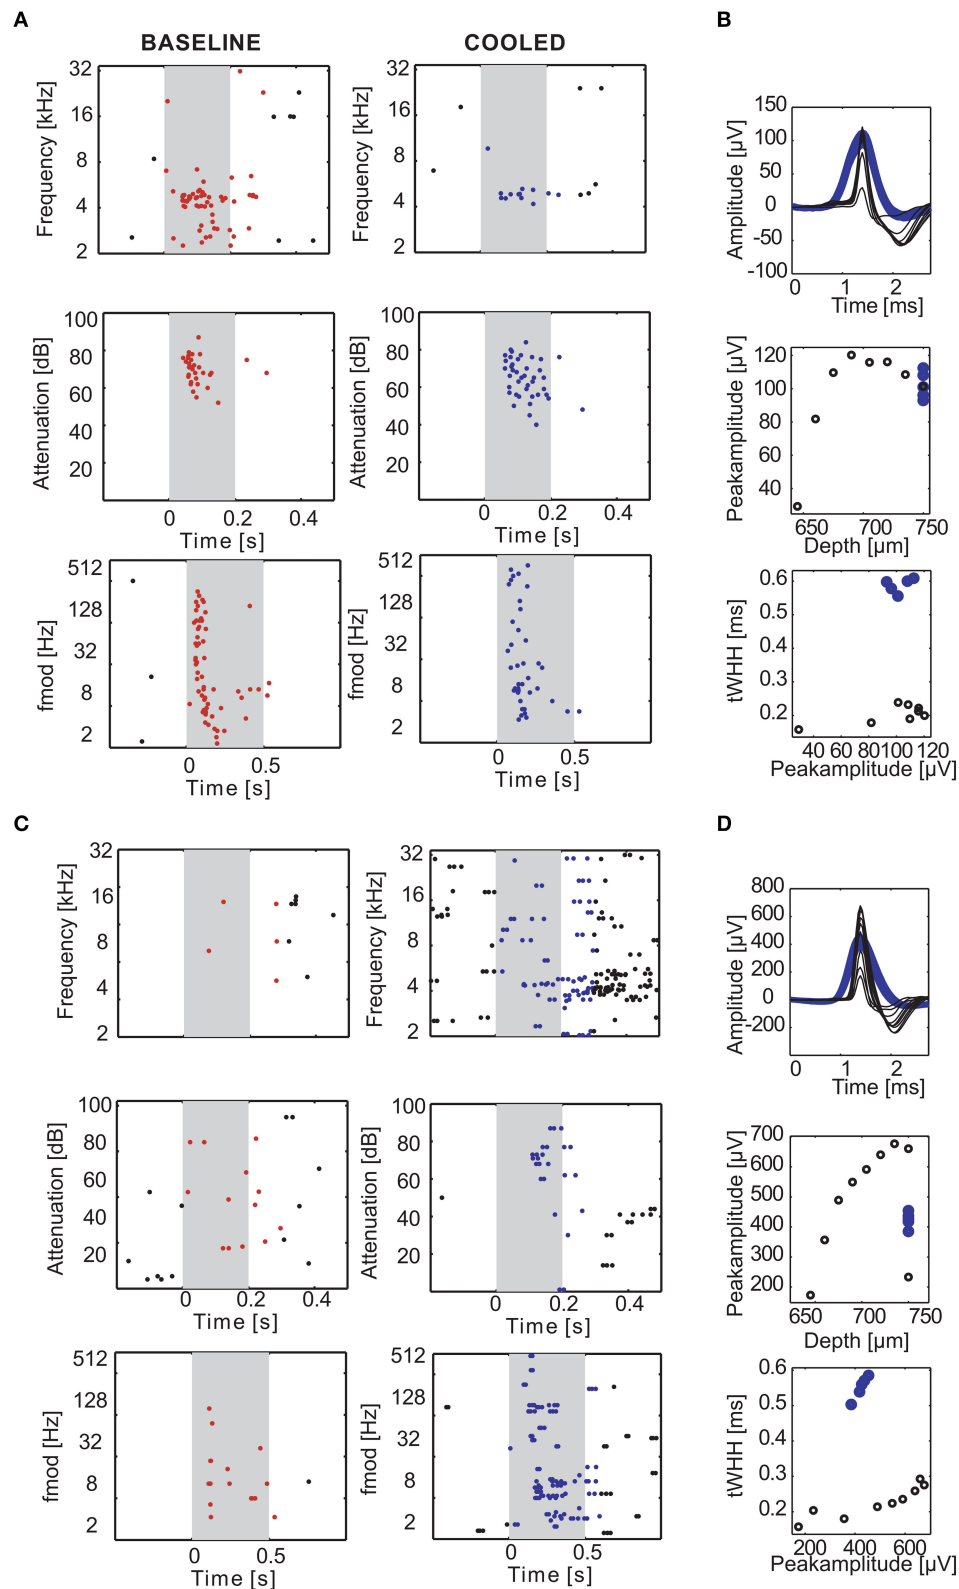 A
BASELINE
COOLED
B
Frequency [kHz]
32
16
8
4
2
Frequency [kHz]
32
16
8
4
2
Amplitude [µV]
150
100
50
0
-50
-100
0 1 2
Time [ms]
Attenuation [dB]
100
80
60
40
20
0 0.2 0.4
Time [s]
Attenuation [dB]
100
80
60
40
20
0 0.2 0.4
Time [s]
Peakamplitude [µV]
120
100
80
60
40
650 700 750
Depth [µm]
fmod [Hz]
512
128
32
8
2
0 0.5
Time [s]
fmod [Hz]
512
128
32
8
2
0 0.5
Time [s]
tWHH [ms]
0.6
0.5
0.4
0.3
0.2
40 60 80 100 120
Peakamplitude [µV]
C
D
Frequency [kHz]
32
16
8
4
2
Frequency [kHz]
32
16
8
4
2
Amplitude [µV]
800
600
400
200
0
-200
0 1 2
Time [ms]
Attenuation [dB]
100
80
60
40
20
0 0.2 0.4
Time [s]
Attenuation [dB]
100
80
60
40
20
0 0.2 0.4
Time [s]
Peakamplitude [µV]
700
600
500
400
300
200
650 700 750
Depth [µm]
fmod [Hz]
512
128
32
8
2
0 0.5
Time [s]
fmod [Hz]
512
128
32
8
2
0 0.5
Time [s]
tWHH [ms]
0.6
0.5
0.4
0.3
0.2
200 400 600
Peakamplitude [µV]